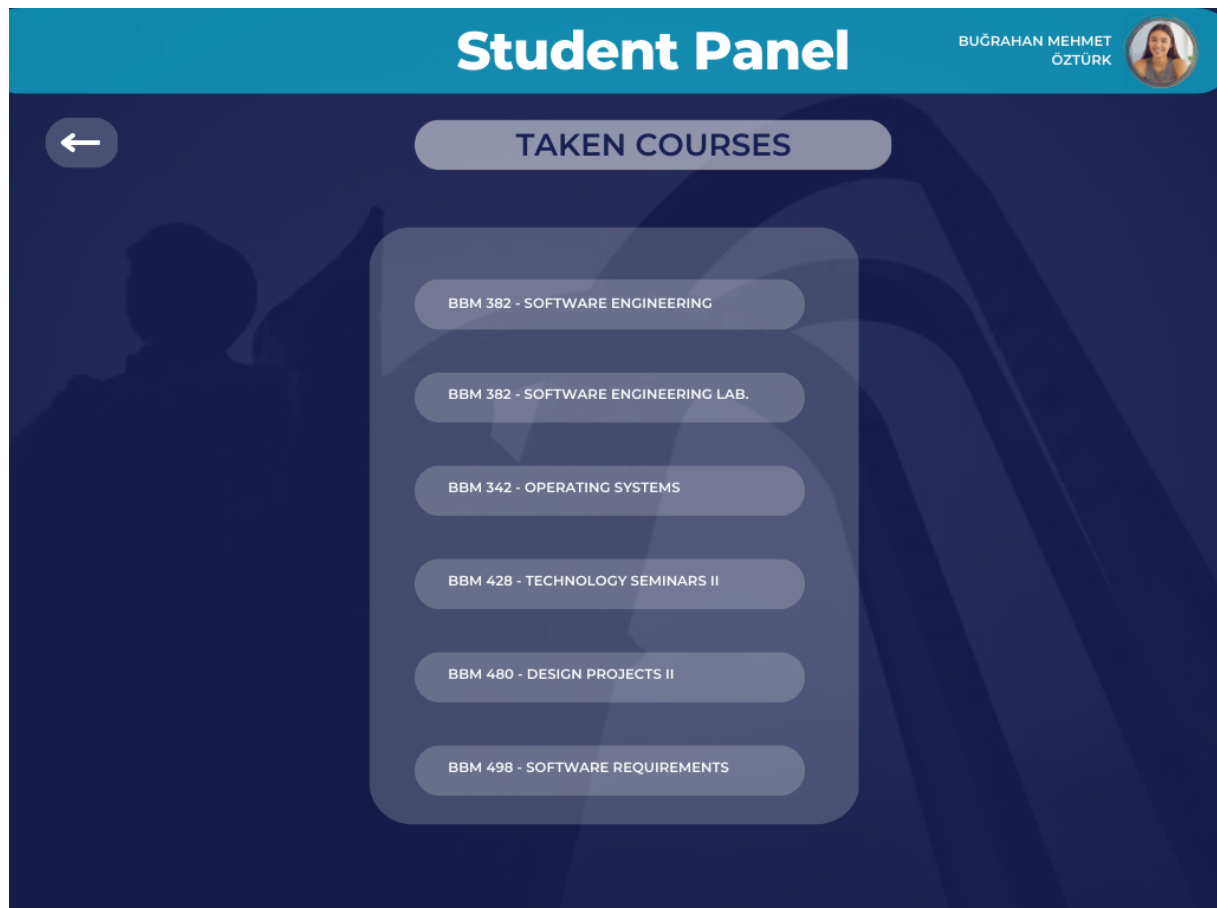 Student Panel
BUĞRAHAN MEHMET
ÖZTÜRK
TAKEN COURSES
BBM 382 - SOFTWARE ENGINEERING
BBM 382 - SOFTWARE ENGINEERING LAB.
BBM 342 - OPERATING SYSTEMS
BBM 428 - TECHNOLOGY SEMINARS II
BBM 480 - DESIGN PROJECTS II
BBM 498 - SOFTWARE REQUIREMENTS